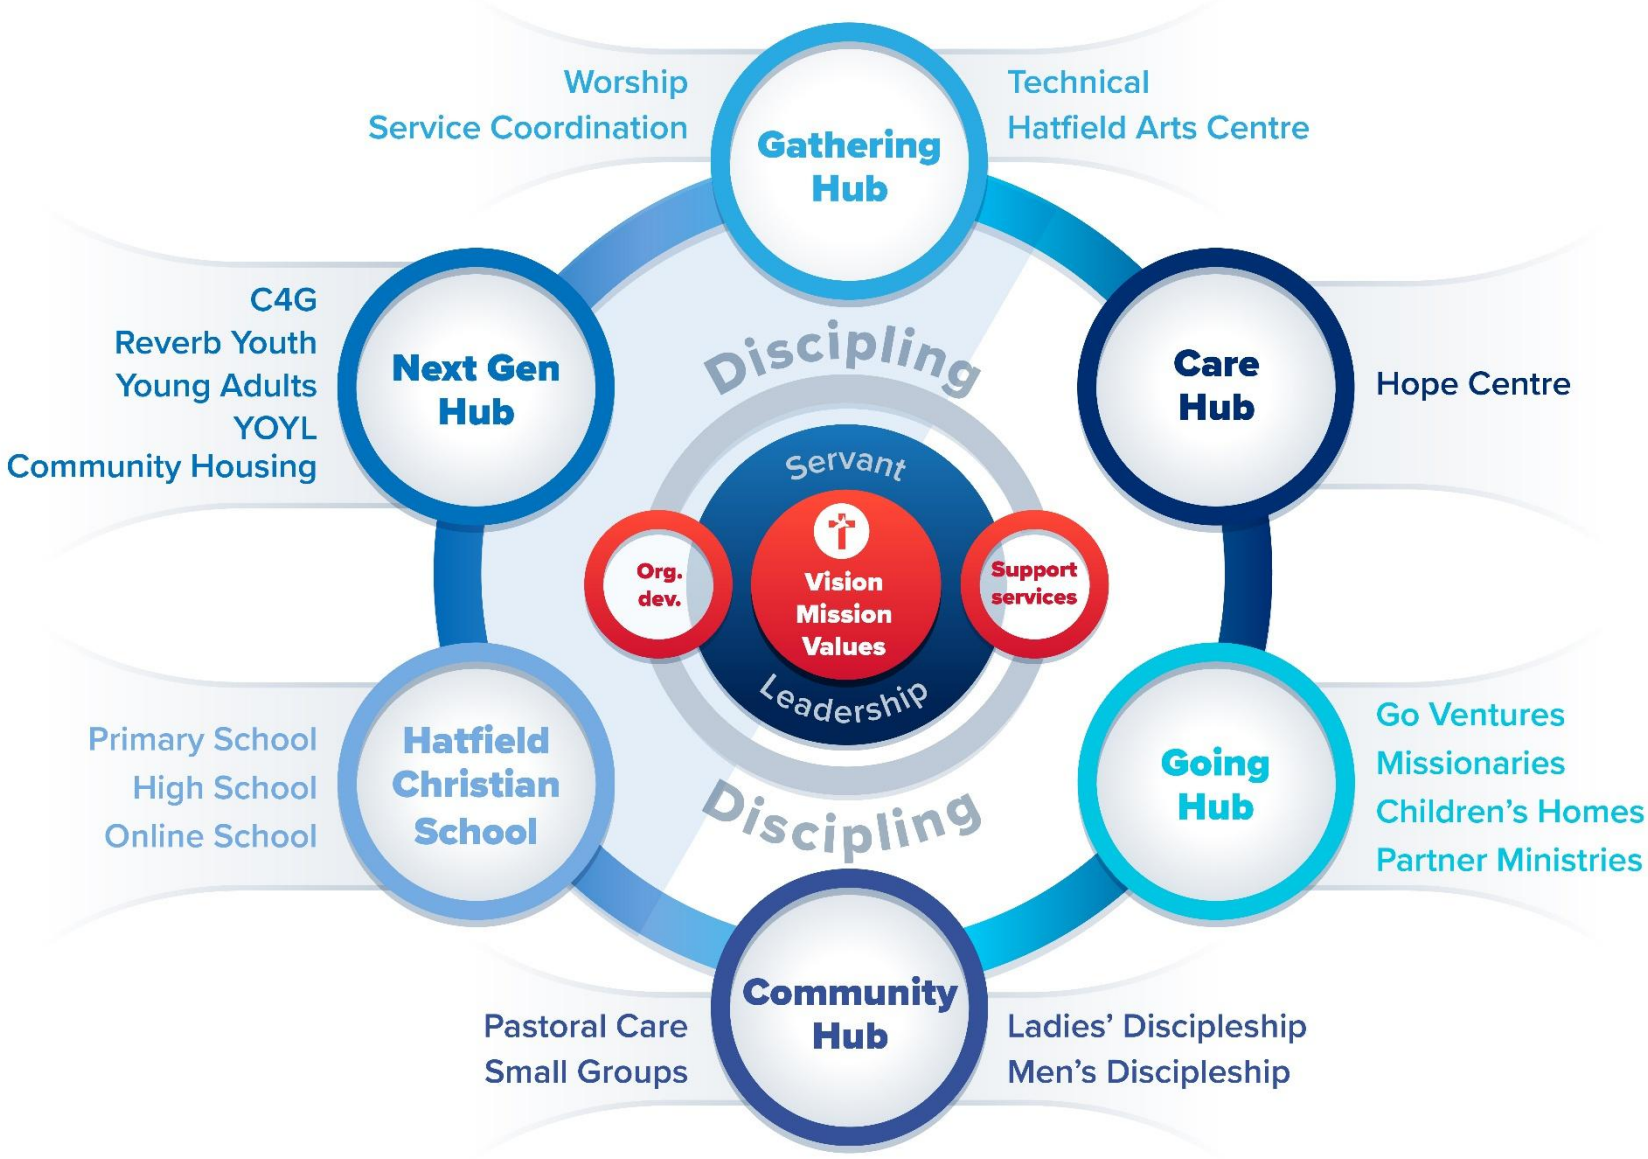 Worship
Service Coordination
Gathering
Hub
Technical
Hatfield Arts Centre
C4G
Reverb Youth
Young Adults
YOYL
Community Housing
Next Gen
Hub
Care
Hub
Hope Centre
Discipling
Servant
Org.
dev.
Vision
Mission
Values
Support
services
Leadership
Discipling
Primary School
High School
Online School
Hatfield
Christian
School
Going
Hub
Go Ventures
Missionaries
Children’s Homes
Partner Ministries
Pastoral Care
Small Groups
Community
Hub
Ladies’ Discipleship
Men’s Discipleship